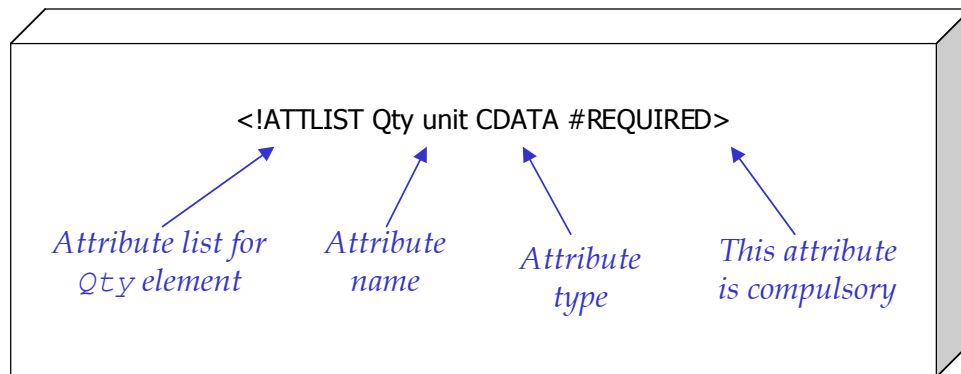 <!ATTLIST Qty unit CDATA #REQUIRED>
Attribute list for
Qty element
Attribute
name
Attribute
type
This attribute
is compulsory